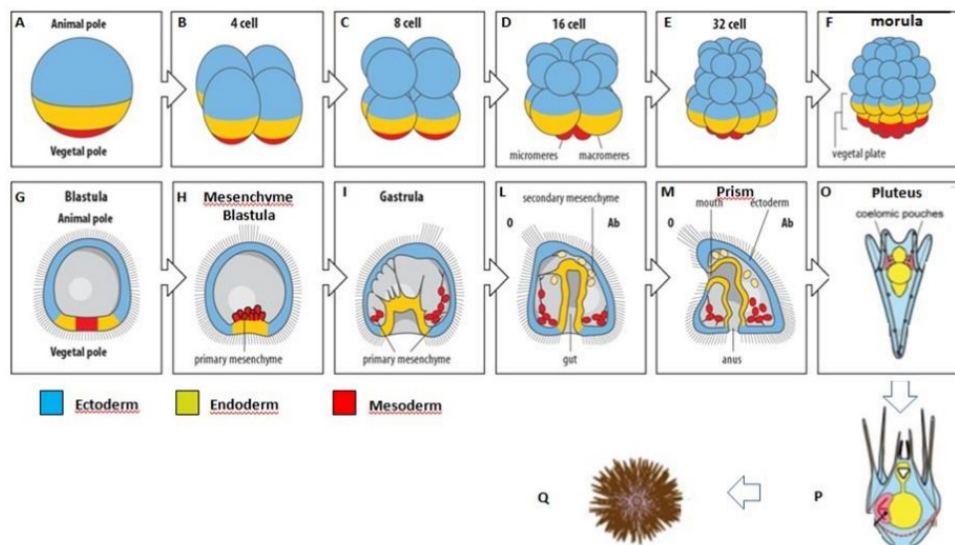 A
Animal pole
Vegetal pole
B
4 cell
C
8 cell
D
16 cell
micromeres
macromeres
E
32 cell
F
morula
vegetal plate
G
Blastula
Animal pole
Vegetal pole
H
Mesenchyme
Blastula
primary mesenchyme
I
Gastrula
primary mesenchyme
L
secondary mesenchyme
O
Ab
gut
M
Prism
mouth
ectoderm
O
Ab
anus
O
Pluteus
coelomic pouches
Ectoderm
Endoderm
Mesoderm
Q
P